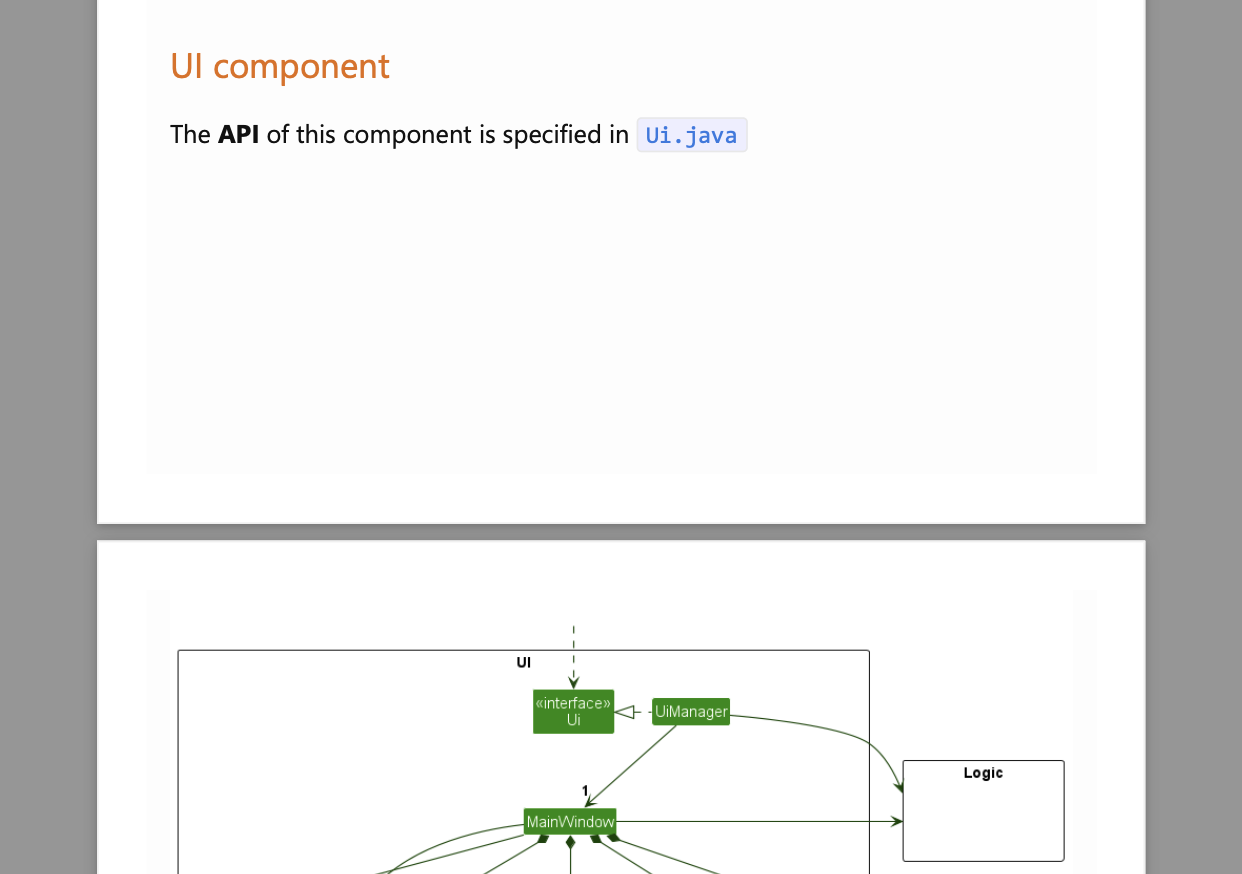 UI component
The API of this component is specified in Ui.java
UI
«interface»
Ui
UiManager
Logic
1
MainWindow